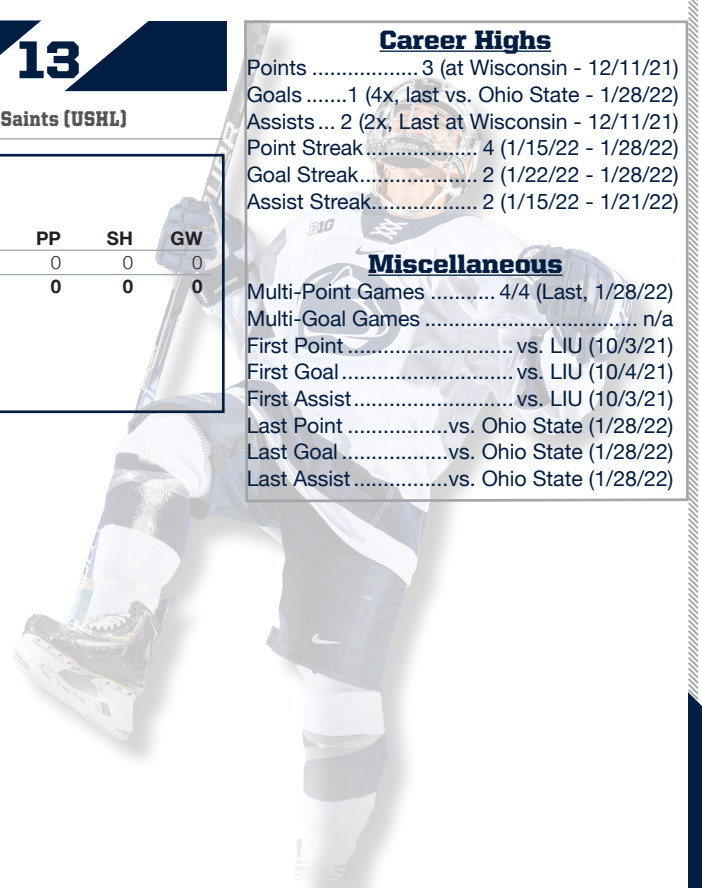 13
Saints (USHL)
PP SH GW
0 0 0
0 0 0
Career Highs
Points .................. 3 (at Wisconsin - 12/11/21)
Goals .......1 (4x, last vs. Ohio State - 1/28/22)
Assists ... 2 (2x, Last at Wisconsin - 12/11/21)
Point Streak................... 4 (1/15/22 - 1/28/22)
Goal Streak.................... 2 (1/22/22 - 1/28/22)
Assist Streak.................. 2 (1/15/22 - 1/21/22)
B1G
Miscellaneous
Multi-Point Games ........... 4/4 (Last, 1/28/22)
Multi-Goal Games .................................... n/a
First Point ............................ vs. LIU (10/3/21)
First Goal ............................. vs. LIU (10/4/21)
First Assist ........................... vs. LIU (10/3/21)
Last Point .................vs. Ohio State (1/28/22)
Last Goal ..................vs. Ohio State (1/28/22)
Last Assist ................vs. Ohio State (1/28/22)